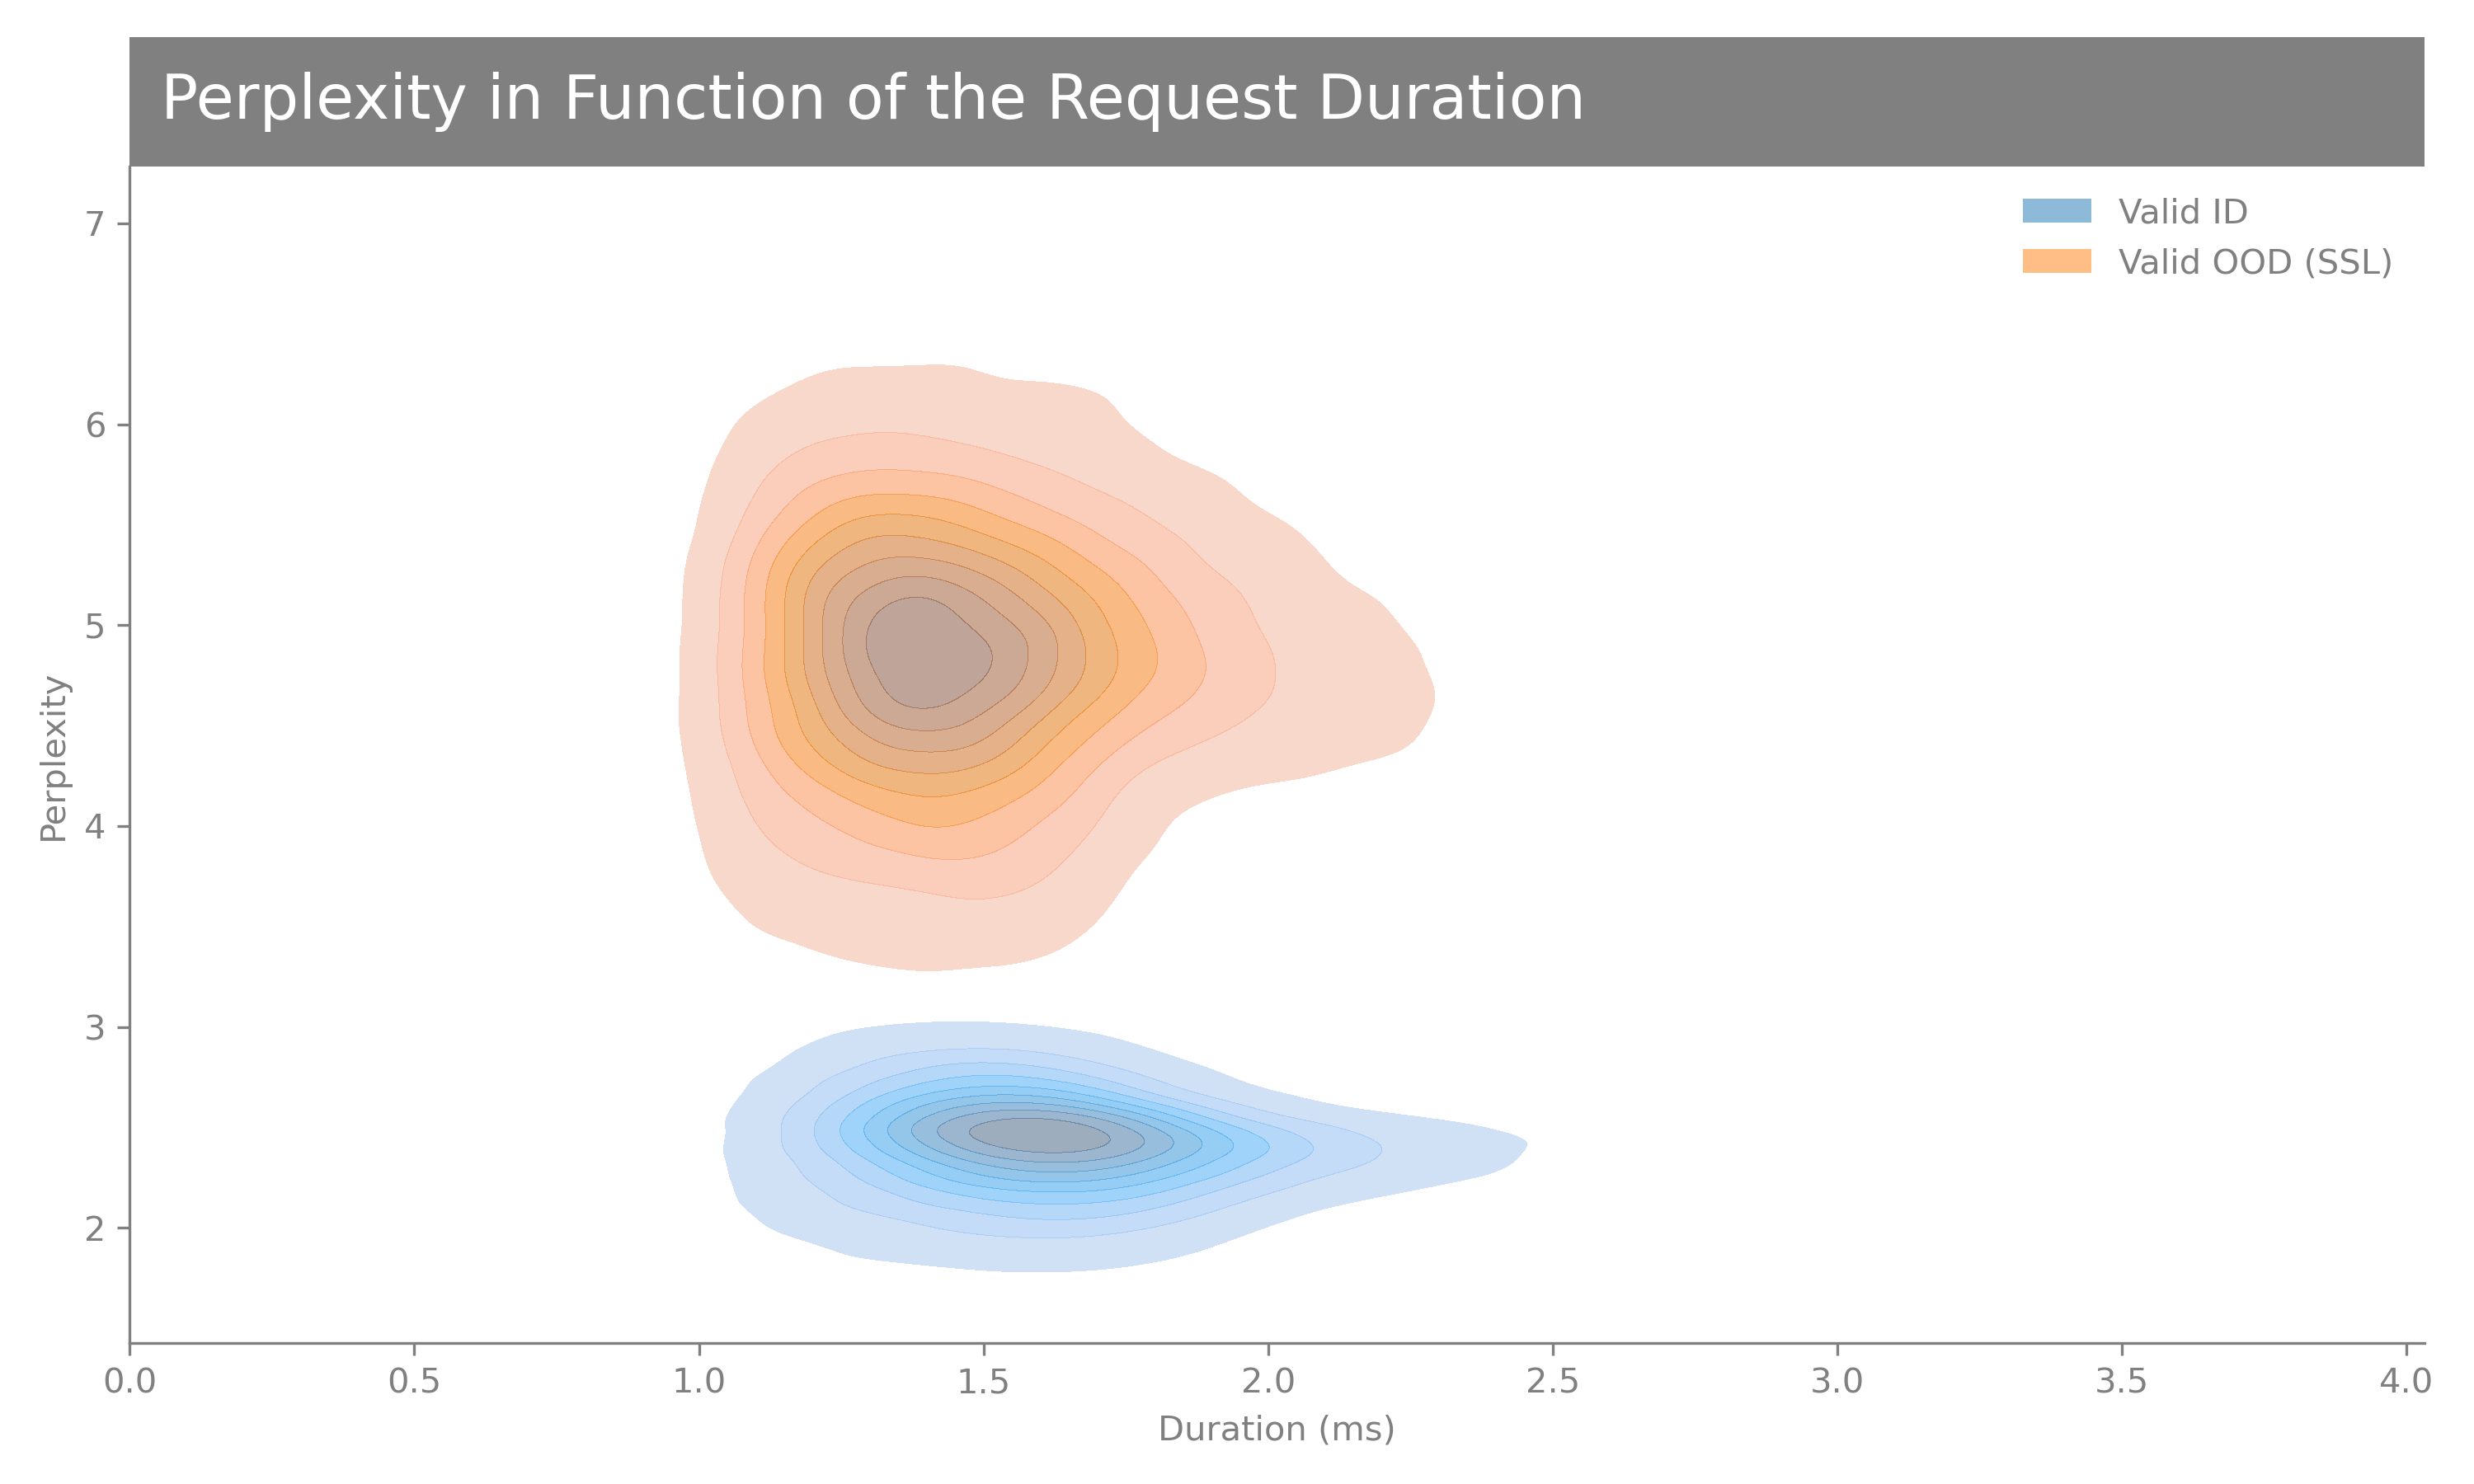 Perplexity in Function of the Request Duration
Valid ID
Valid OOD (SSL)
7
6
5
4
3
2
Perplexity
0.0 0.5 1.0 1.5 2.0 2.5 3.0 3.5 4.0
Duration (ms)